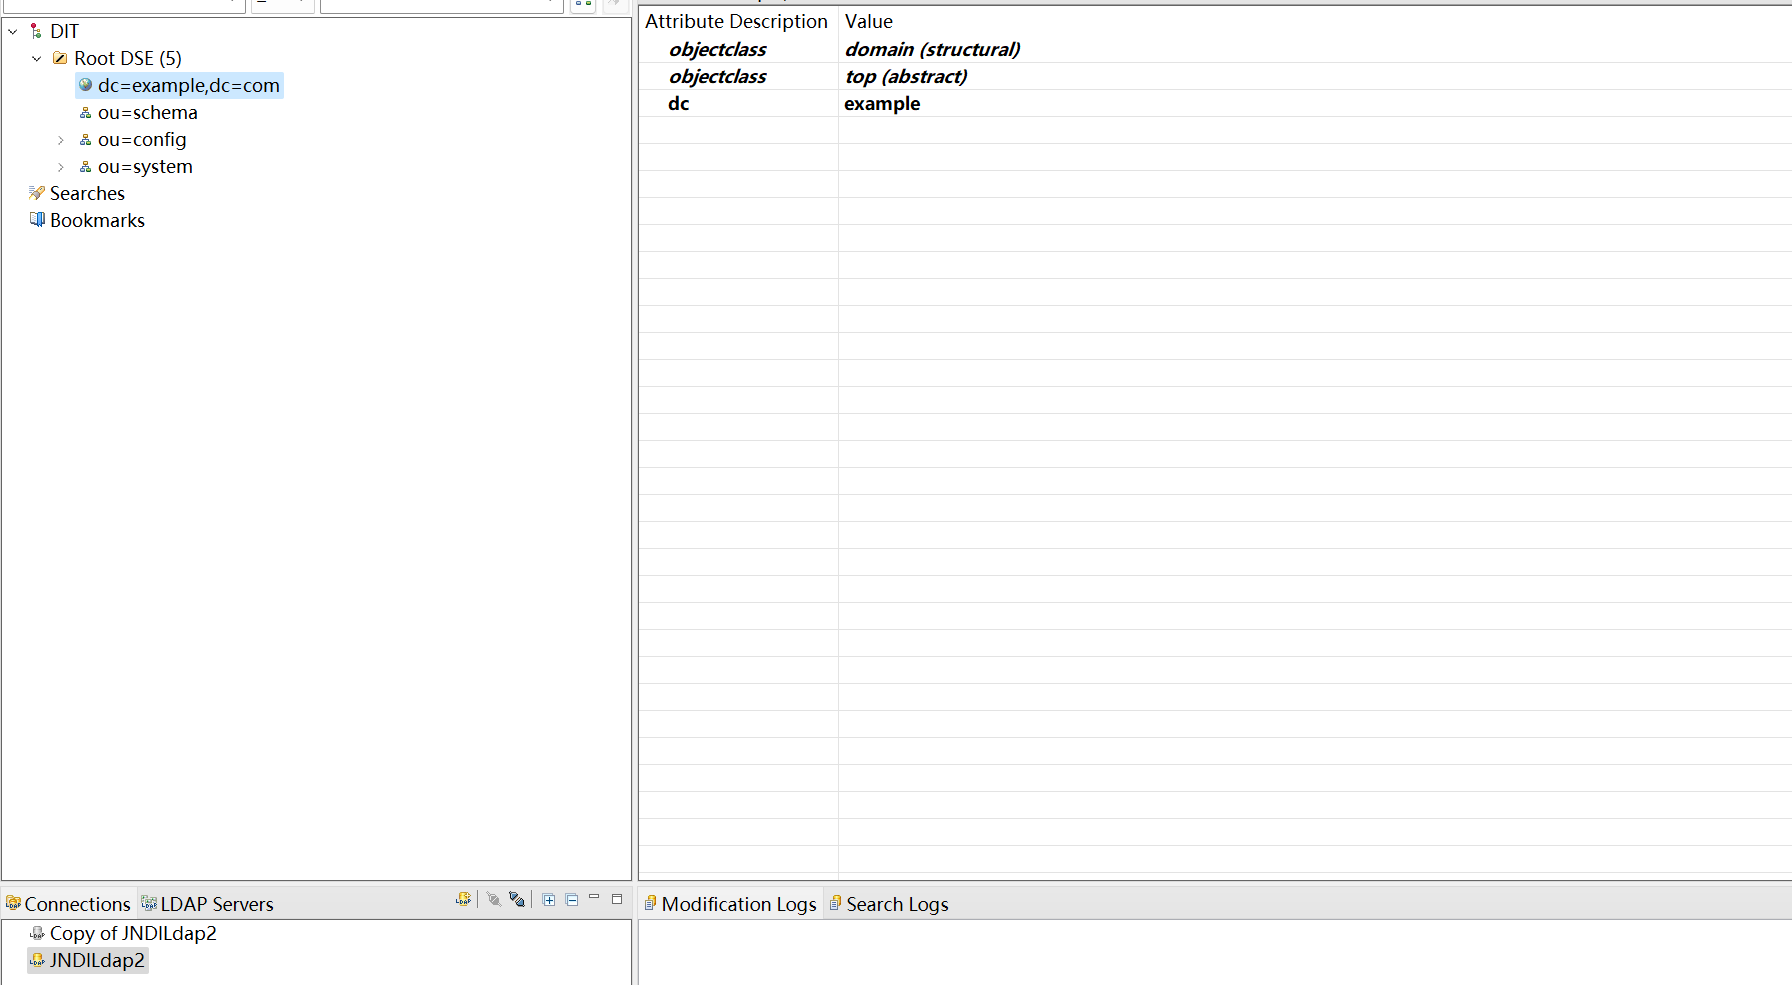 DIT
Root DSE (5)
dc=example,dc=com
ou=schema
ou=config
ou=system
Searches
Bookmarks
Attribute Description Value
objectclass domain (structural)
objectclass top (abstract)
dc example
Connections LDAP Servers
Copy of JNDILdap2
JNDILdap2
Modification Logs Search Logs